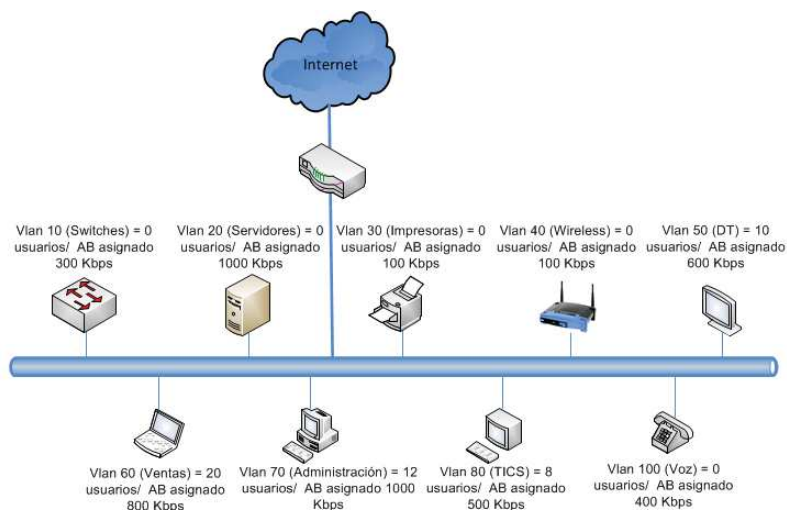 Internet
Vlan 10 (Switches) = 0
usuarios/ AB asignado
300 Kbps
Vlan 20 (Servidores) = 0
usuarios/ AB asignado
1000 Kbps
Vlan 30 (Impresoras) = 0
usuarios/ AB asignado
100 Kbps
Vlan 40 (Wireless) = 0
usuarios/ AB asignado
100 Kbps
Vlan 50 (DT) = 10
usuarios/ AB asignado
600 Kbps
Vlan 60 (Ventas) = 20
usuarios/ AB asignado
800 Kbps
Vlan 70 (Administración) = 12
usuarios/ AB asignado 1000
Kbps
Vlan 80 (TICS) = 8
usuarios/ AB asignado
500 Kbps
Vlan 100 (Voz) = 0
usuarios/ AB asignado
400 Kbps